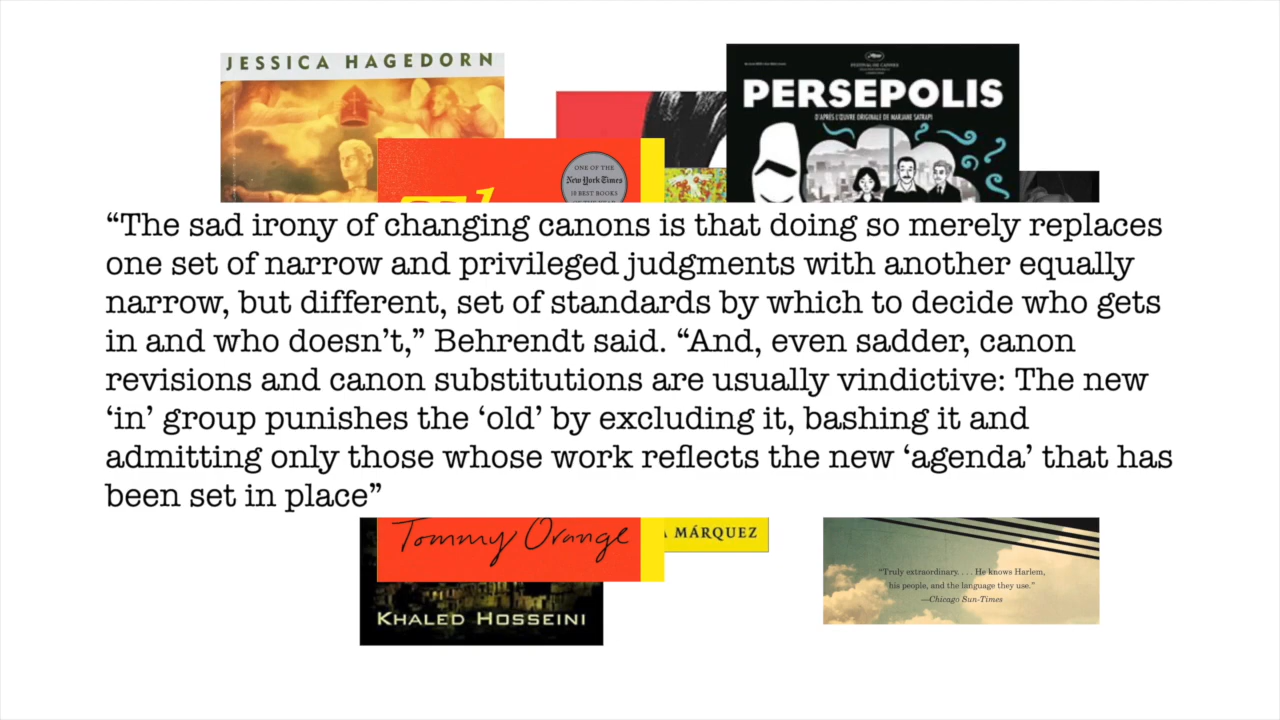 JESSICA HAGEDORN
FESTIVAL DE CANNES
PERSEPOLIS
D'APRÈS L'ŒUVRE ORIGINALE DE MARJANE SATRAPI
ONE OF THE
New York Times
10 BEST BOOKS
“The sad irony of changing canons is that doing so merely replaces
one set of narrow and privileged judgments with another equally
narrow, but different, set of standards by which to decide who gets
in and who doesn’t,” Behrendt said. “And, even sadder, canon
revisions and canon substitutions are usually vindictive: The new
‘in’ group punishes the ‘old’ by excluding it, bashing it and
admitting only those whose work reflects the new ‘agenda’ that has
been set in place”
Tommy Orange
MÁRQUEZ
KHALED HOSSEINI
“Truly extraordinary. . . . He knows Harlem,
his people, and the language they use.”
—Chicago Sun-Times